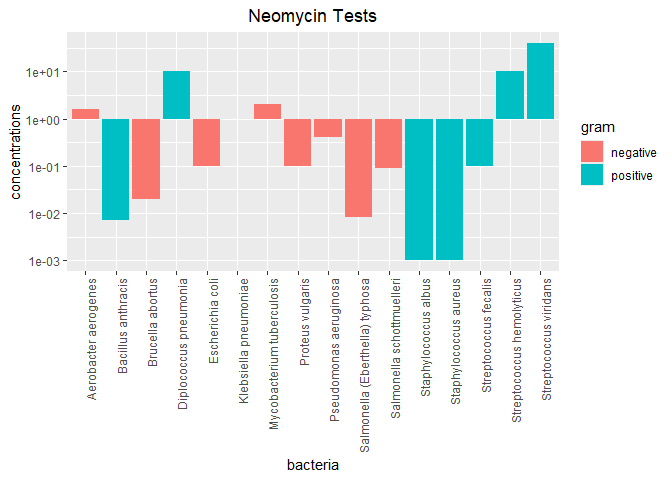 Neomycin Tests
concentrations
1e+01
1e+00
1e-01
1e-02
1e-03
Aerobacter aerogenes
Bacillus anthracis
Brucella abortus
Diplococcus pneumonia
Escherichia coli
Klebsiella pneumoniae
Mycobacterium tuberculosis
Proteus vulgaris
Pseudomonas aeruginosa
Salmonella (Eberthella) typhosa
Salmonella schottmuelleri
Staphylococcus albus
Staphylococcus aureus
Streptococcus fecalis
Streptococcus hemolyticus
Streptococcus viridans
bacteria
gram
negative
positive